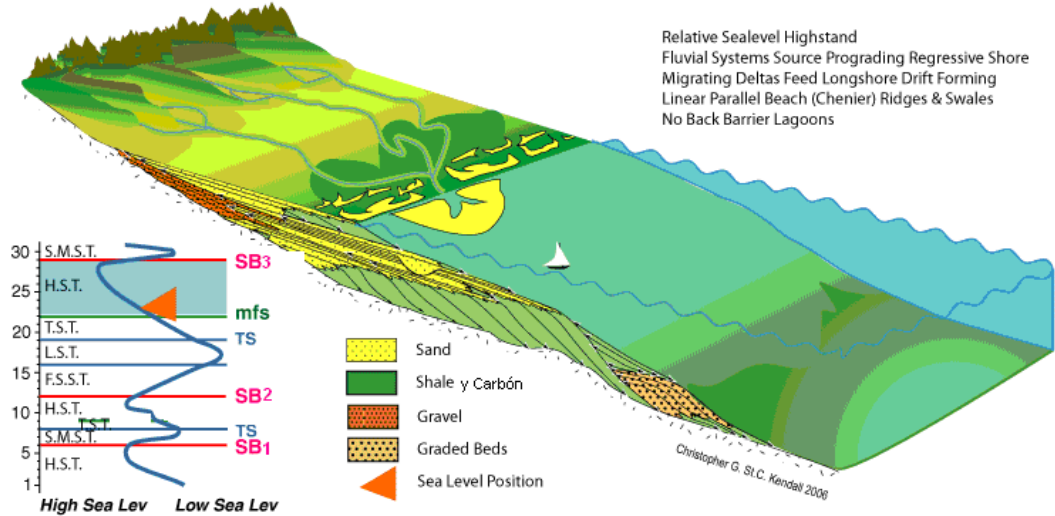 Relative Sealevel Highstand
Fluvial Systems Source Prograding Regressive Shore
Migrating Deltas Feed Longshore Drift Forming
Linear Parallel Beach (Chenier) Ridges & Swales
No Back Barrier Lagoons
30
S.M.S.T.
SB3
H.S.T.
25
mfs
20
T.S.T.
TS
L.S.T.
15
F.S.S.T.
SB2
10
H.S.T.
T.S.T.
TS
S.M.S.T.
SB1
5
H.S.T.
1
High Sea Lev Low Sea Lev
Sand
Shale y Carbón
Gravel
Graded Beds
Sea Level Position
Christopher G. St.C. Kendall 2006